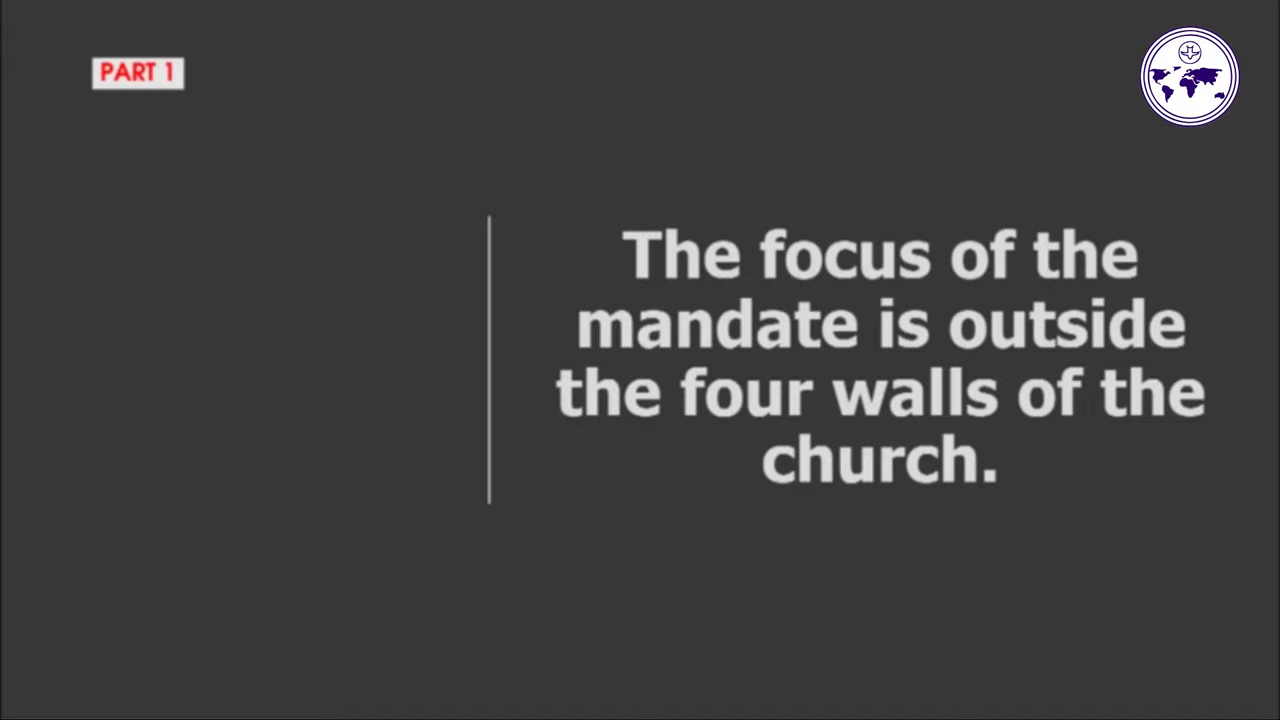 PART 1
The focus of the
mandate is outside
the four walls of the
church.